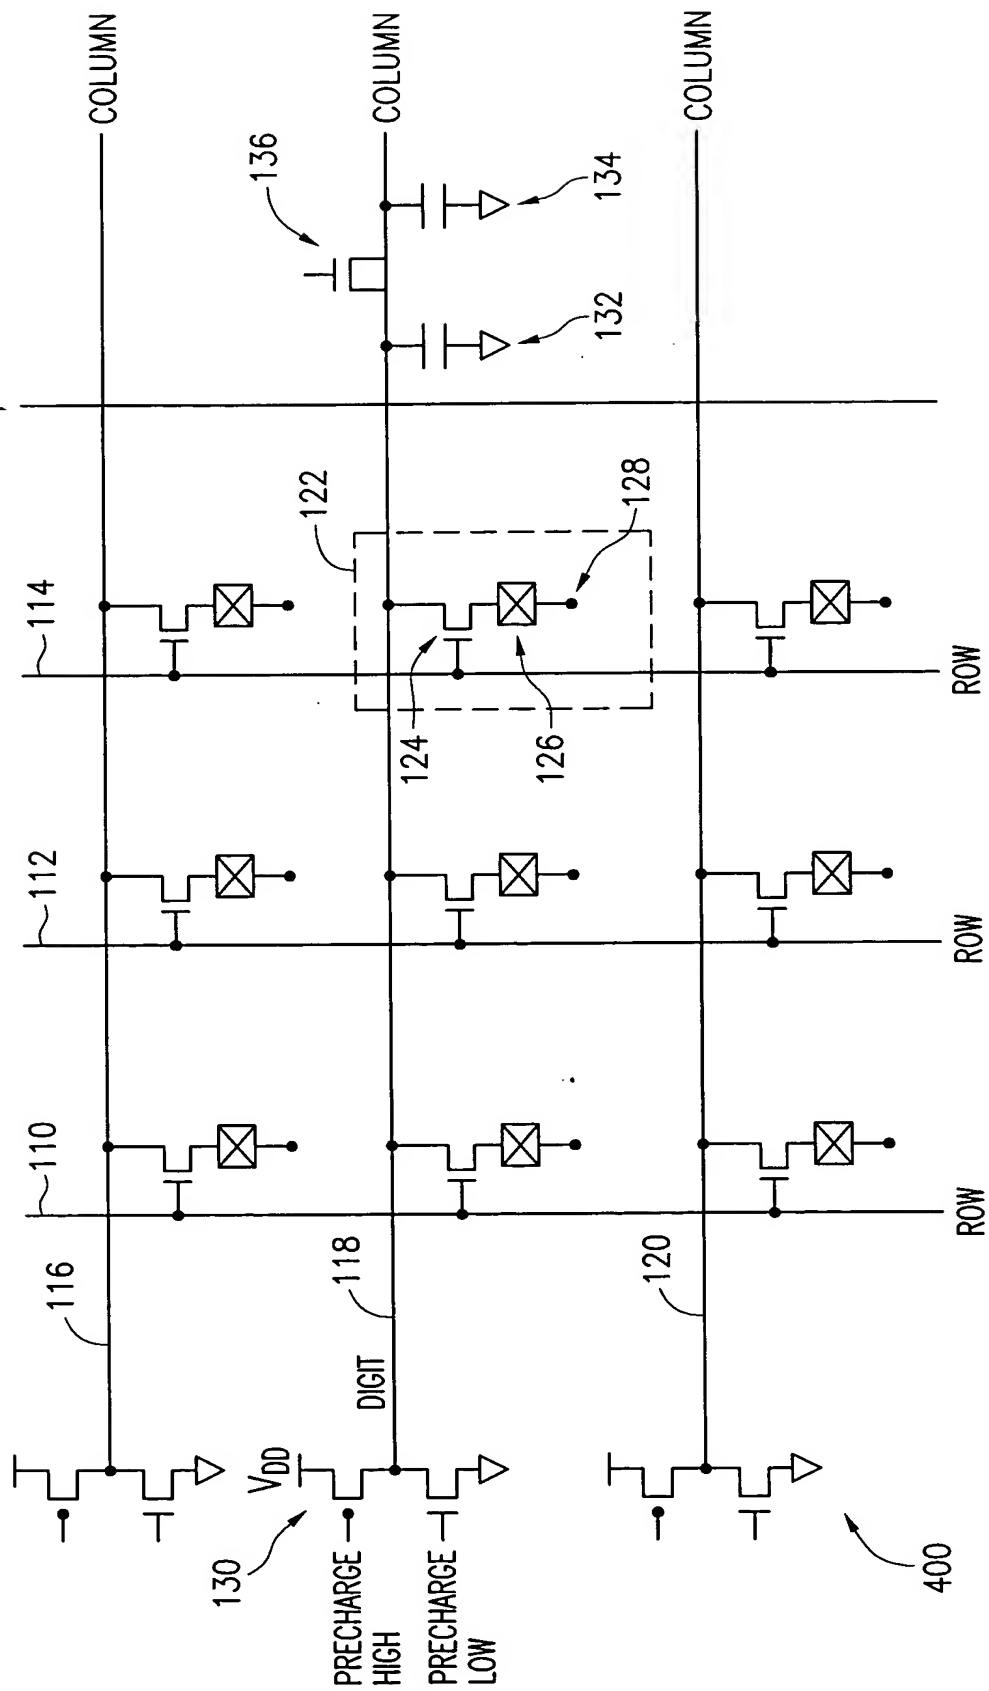 COLUMN
COLUMN
COLUMN
136
134
132
122
128
114
124
126
ROW
112
ROW
110
ROW
116
118
120
DIGIT
VDD
130
PRECHARGE
HIGH
PRECHARGE
LOW
400